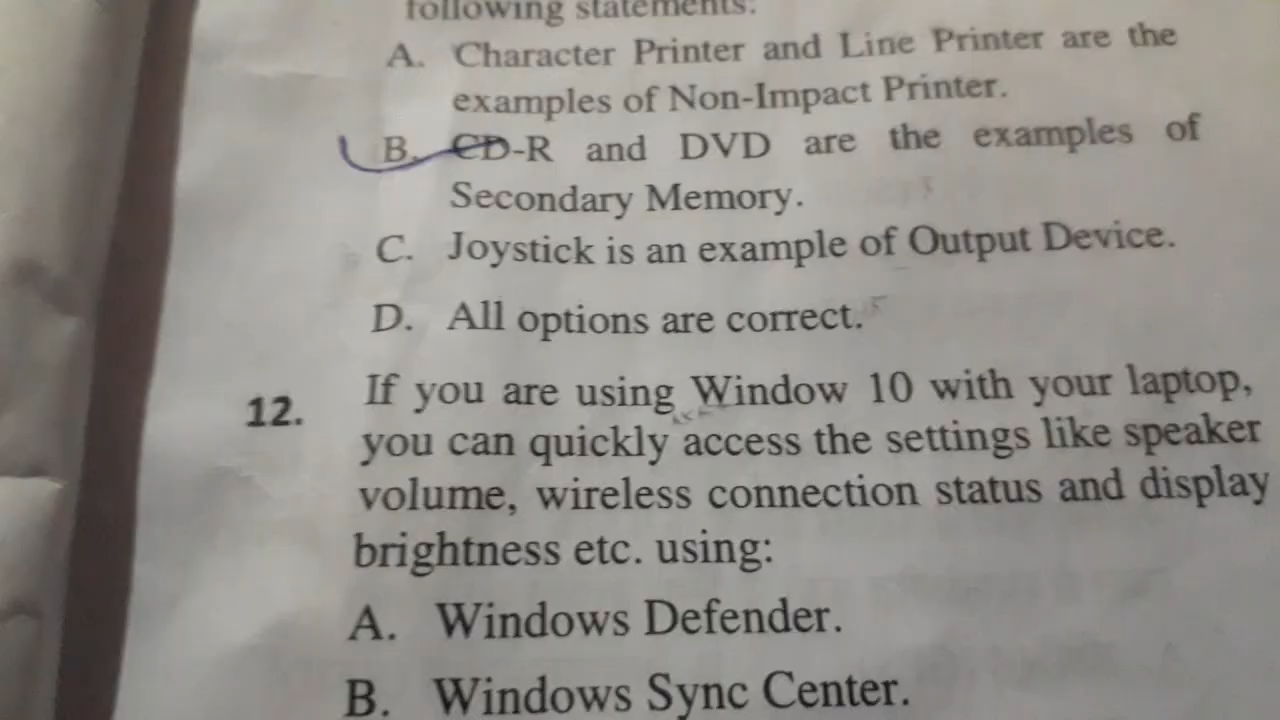 following statements:
A. Character Printer and Line Printer are the
examples of Non-Impact Printer.
B. CD-R and DVD are the examples of
Secondary Memory.
C. Joystick is an example of Output Device.
D. All options are correct.
12. If you are using Window 10 with your laptop,
you can quickly access the settings like speaker
volume, wireless connection status and display
brightness etc. using:
A. Windows Defender.
B. Windows Sync Center.